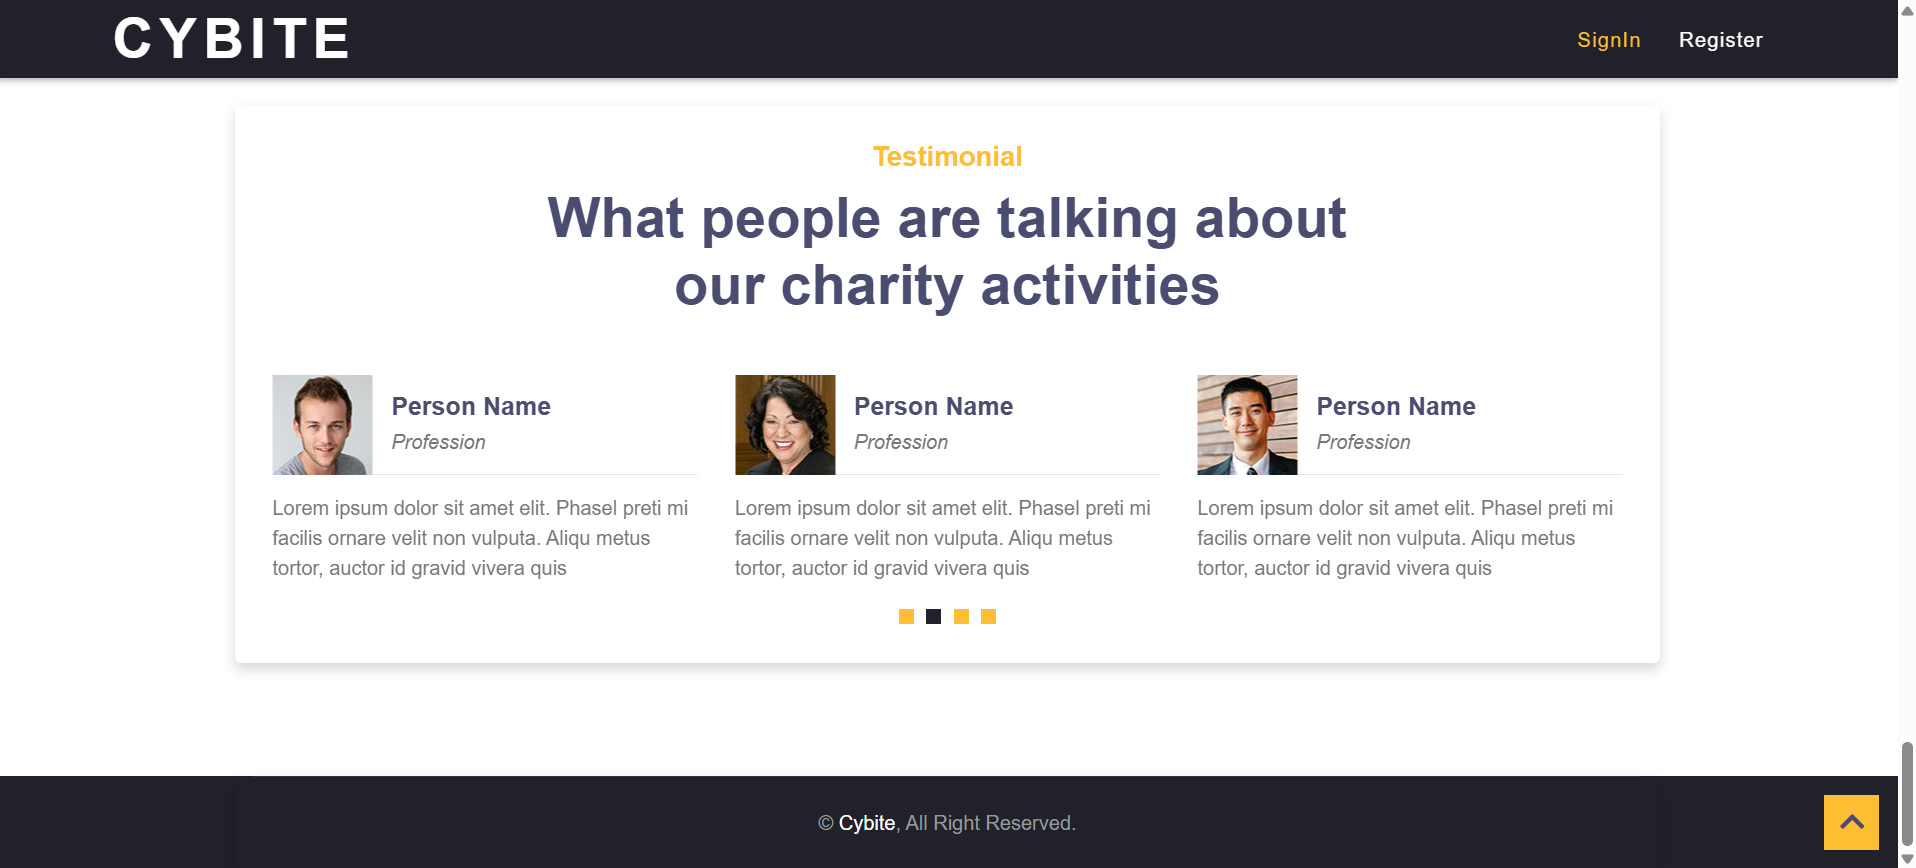 CYBITE
SignIn Register
Testimonial
What people are talking about
our charity activities
Person Name
Profession
Lorem ipsum dolor sit amet elit. Phasel preti mi
facilis ornare velit non vulputa. Aliqu metus
tortor, auctor id gravid vivera quis
Person Name
Profession
Lorem ipsum dolor sit amet elit. Phasel preti mi
facilis ornare velit non vulputa. Aliqu metus
tortor, auctor id gravid vivera quis
Person Name
Profession
Lorem ipsum dolor sit amet elit. Phasel preti mi
facilis ornare velit non vulputa. Aliqu metus
tortor, auctor id gravid vivera quis
© Cybite, All Right Reserved.